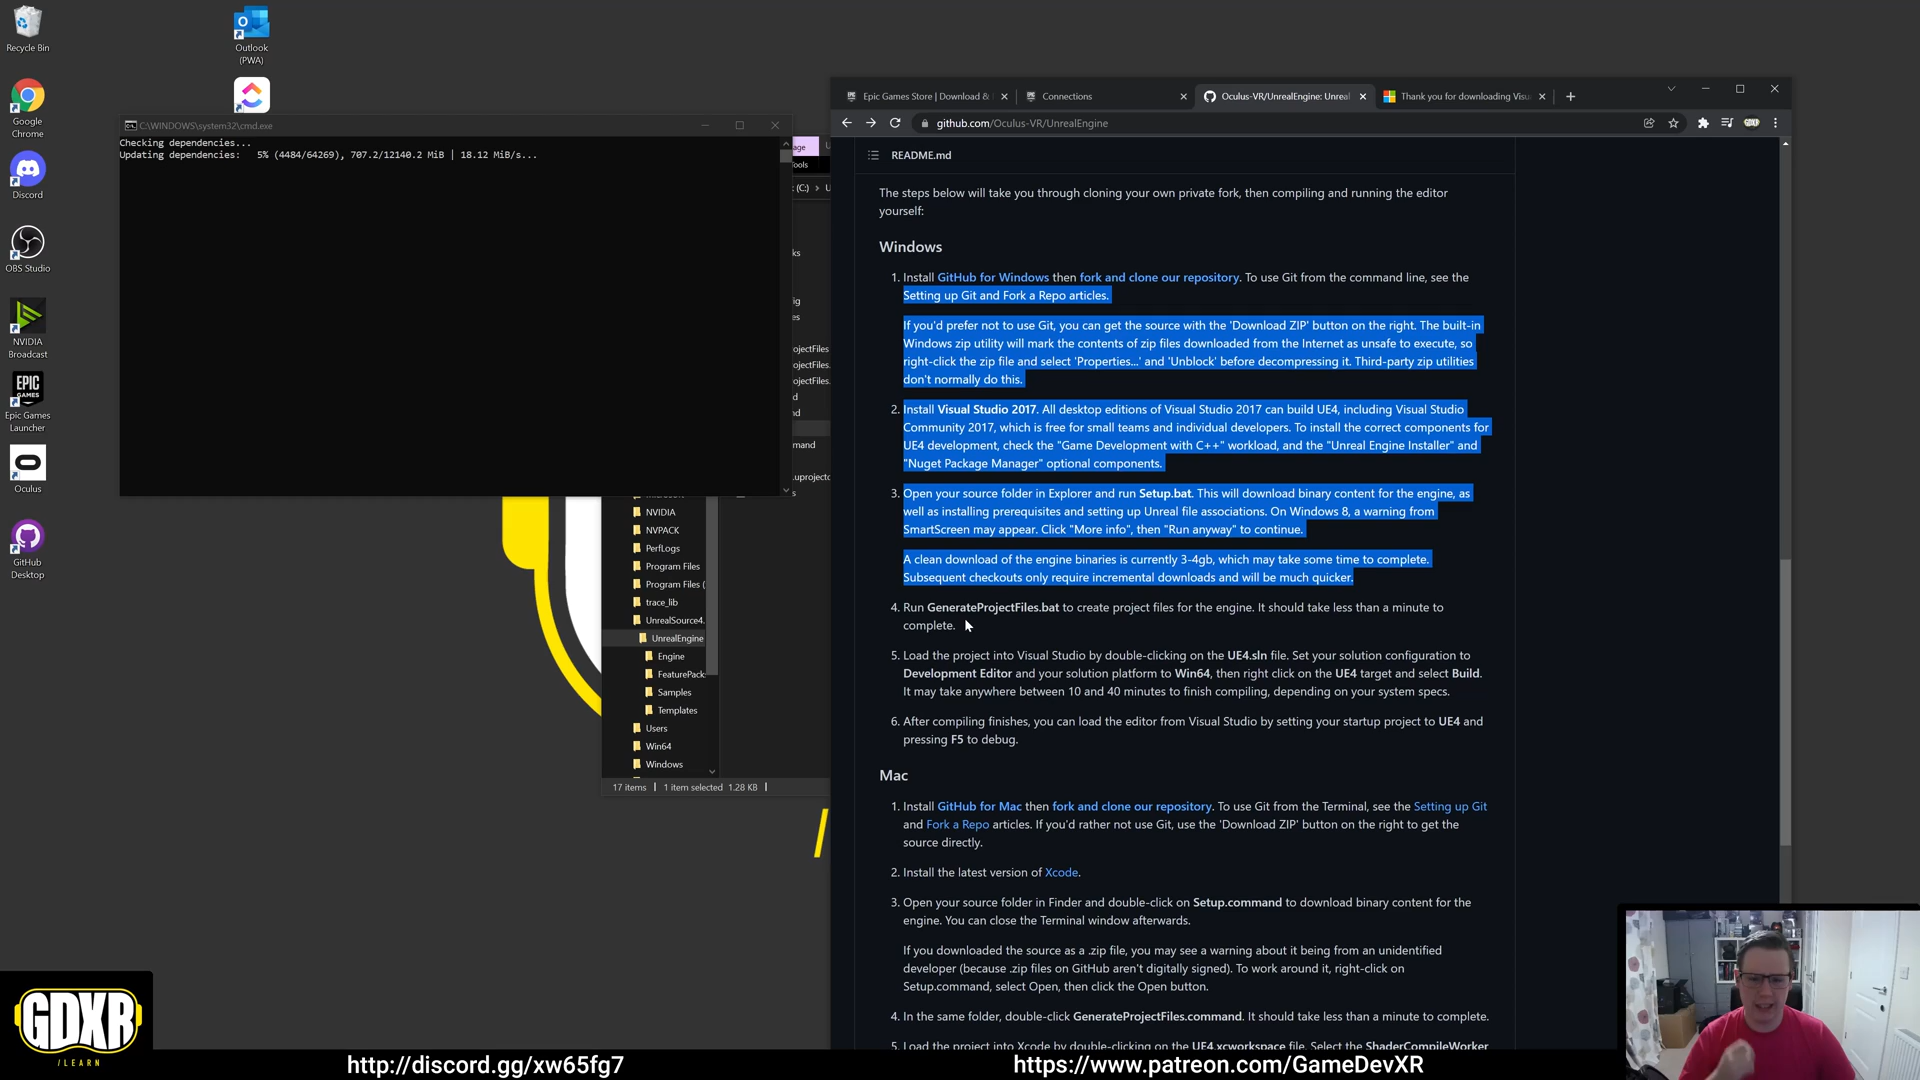 Recycle Bin
Outlook
(PWA)
Google
Chrome
Discord
OBS Studio
NVIDIA
Broadcast
EPIC
GAMES
Epic Games
Launcher
Oculus
GitHub
Desktop
C:\WINDOWS\system32\cmd.exe
Checking dependencies...
Updating dependencies:   5% (4484/64269), 707.2/12140.2 MiB | 18.12 MiB/s...
NVIDIA
NVPACK
PerfLogs
Program Files
Program Files (
trace_lib
UnrealSource4.
UnrealEngine
Engine
FeaturePack
Samples
Templates
Users
Win64
Windows
17 items
1 item selected 1.28 KB
Epic Games Store | Download &
Connections
Oculus-VR/UnrealEngine: Unreal
Thank you for downloading Visu
github.com/Oculus-VR/UnrealEngine
README.md
The steps below will take you through cloning your own private fork, then compiling and running the editor
yourself:
Windows
1. Install GitHub for Windows then fork and clone our repository. To use Git from the command line, see the
Setting up Git and Fork a Repo articles.
If you'd prefer not to use Git, you can get the source with the 'Download ZIP' button on the right. The built-in
Windows zip utility will mark the contents of zip files downloaded from the Internet as unsafe to execute, so
right-click the zip file and select 'Properties...' and 'Unblock' before decompressing it. Third-party zip utilities
don't normally do this.
2. Install Visual Studio 2017. All desktop editions of Visual Studio 2017 can build UE4, including Visual Studio
Community 2017, which is free for small teams and individual developers. To install the correct components for
UE4 development, check the "Game Development with C++" workload, and the "Unreal Engine Installer" and
"Nuget Package Manager" optional components.
3. Open your source folder in Explorer and run Setup.bat. This will download binary content for the engine, as
well as installing prerequisites and setting up Unreal file associations. On Windows 8, a warning from
SmartScreen may appear. Click "More info", then "Run anyway" to continue.
A clean download of the engine binaries is currently 3-4gb, which may take some time to complete.
Subsequent checkouts only require incremental downloads and will be much quicker.
4. Run GenerateProjectFiles.bat to create project files for the engine. It should take less than a minute to
complete.
5. Load the project into Visual Studio by double-clicking on the UE4.sln file. Set your solution configuration to
Development Editor and your solution platform to Win64, then right click on the UE4 target and select Build.
It may take anywhere between 10 and 40 minutes to finish compiling, depending on your system specs.
6. After compiling finishes, you can load the editor from Visual Studio by setting your startup project to UE4 and
pressing F5 to debug.
Mac
1. Install GitHub for Mac then fork and clone our repository. To use Git from the Terminal, see the Setting up Git
and Fork a Repo articles. If you'd rather not use Git, use the 'Download ZIP' button on the right to get the
source directly.
2. Install the latest version of Xcode.
3. Open your source folder in Finder and double-click on Setup.command to download binary content for the
engine. You can close the Terminal window afterwards.
If you downloaded the source as a .zip file, you may see a warning about it being from an unidentified
developer (because .zip files on GitHub aren't digitally signed). To work around it, right-click on
Setup.command, select Open, then click the Open button.
4. In the same folder, double-click GenerateProjectFiles.command. It should take less than a minute to complete.
5. Load the project into Xcode by double-clicking on the UE4.xcworkspace file. Select the ShaderCompileWorker
GDXR
/LEARN
http://discord.gg/xw65fg7
https://www.patreon.com/GameDevXR